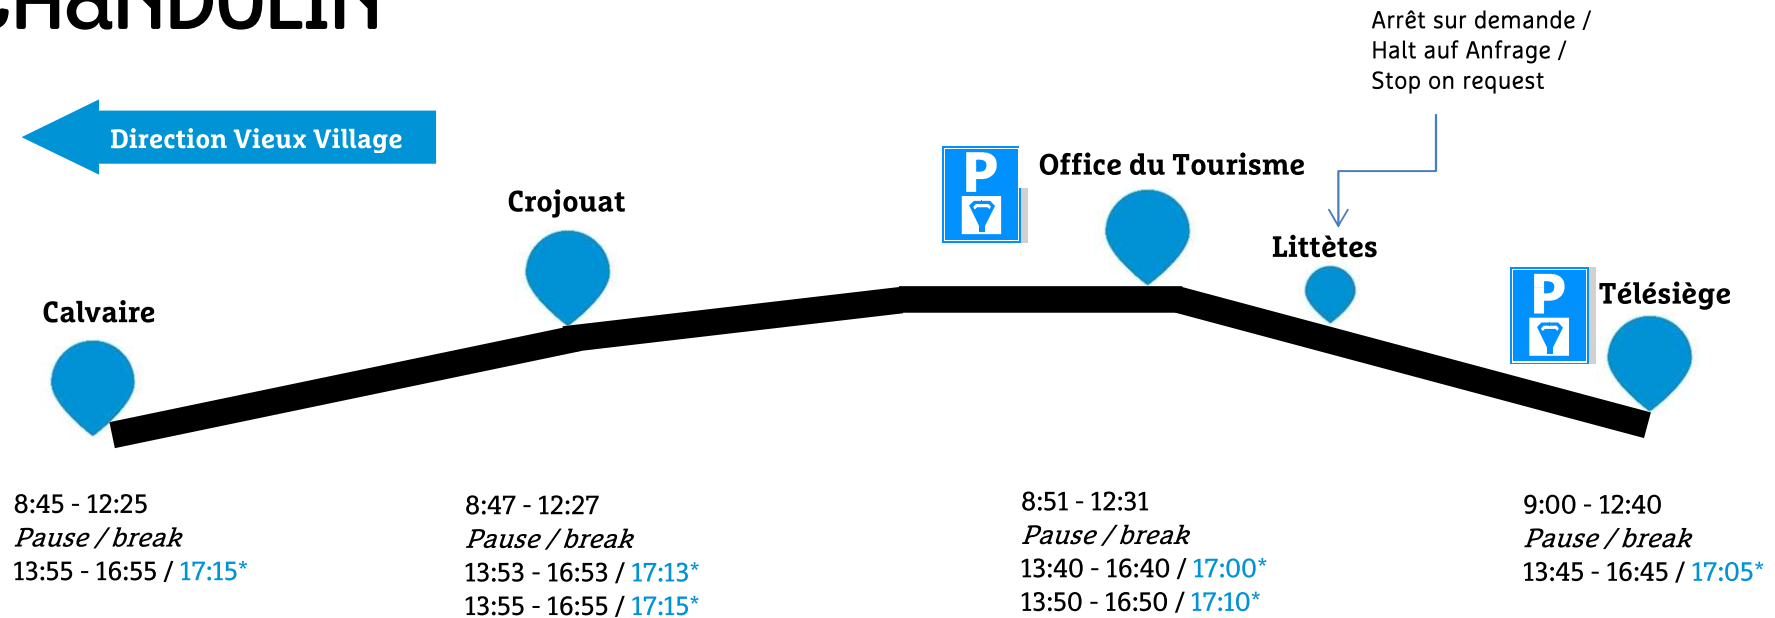 CHANDOLIN
Arrêt sur demande /
Halt auf Anfrage /
Stop on request
Direction Vieux Village
P
Office du Tourisme
Crojouat
Littètes
P
Télésiège
Calvaire
8:45 - 12:25
Pause / break
13:55 - 16:55 / 17:15*
8:47 - 12:27
Pause / break
13:53 - 16:53 / 17:13*
13:55 - 16:55 / 17:15*
8:51 - 12:31
Pause / break
13:40 - 16:40 / 17:00*
13:50 - 16:50 / 17:10*
9:00 - 12:40
Pause / break
13:45 - 16:45 / 17:05*